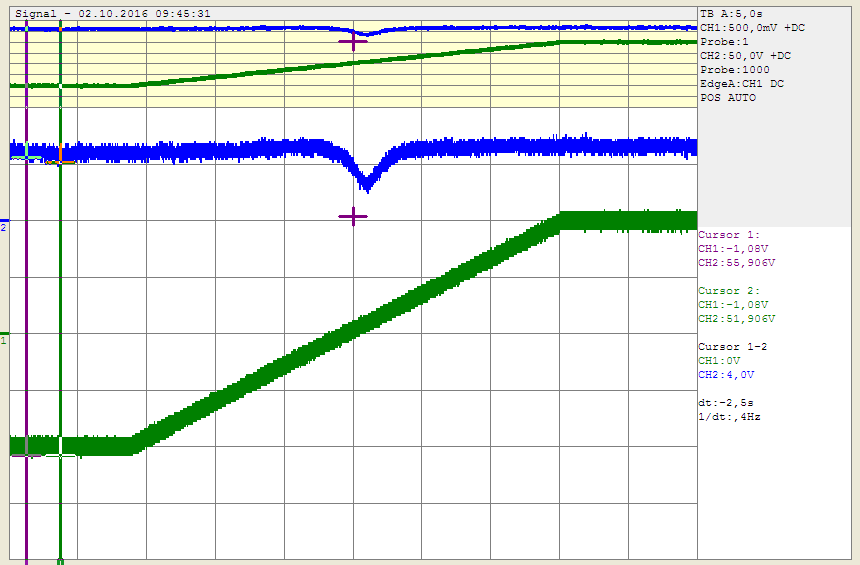 Signal - 02.10.2016 09:45:31
TB A:5,0s
CH1:500,0mV +DC
Probe:1
CH2:50,0V +DC
Probe:1000
EdgeA:CH1 DC
POS AUTO
2
1
Cursor 1:
CH1:-1,08V
CH2:55,906V
Cursor 2:
CH1:-1,08V
CH2:51,906V
Cursor 1-2
CH1:0V
CH2:4,0V
dt:-2,5s
1/dt:,4Hz